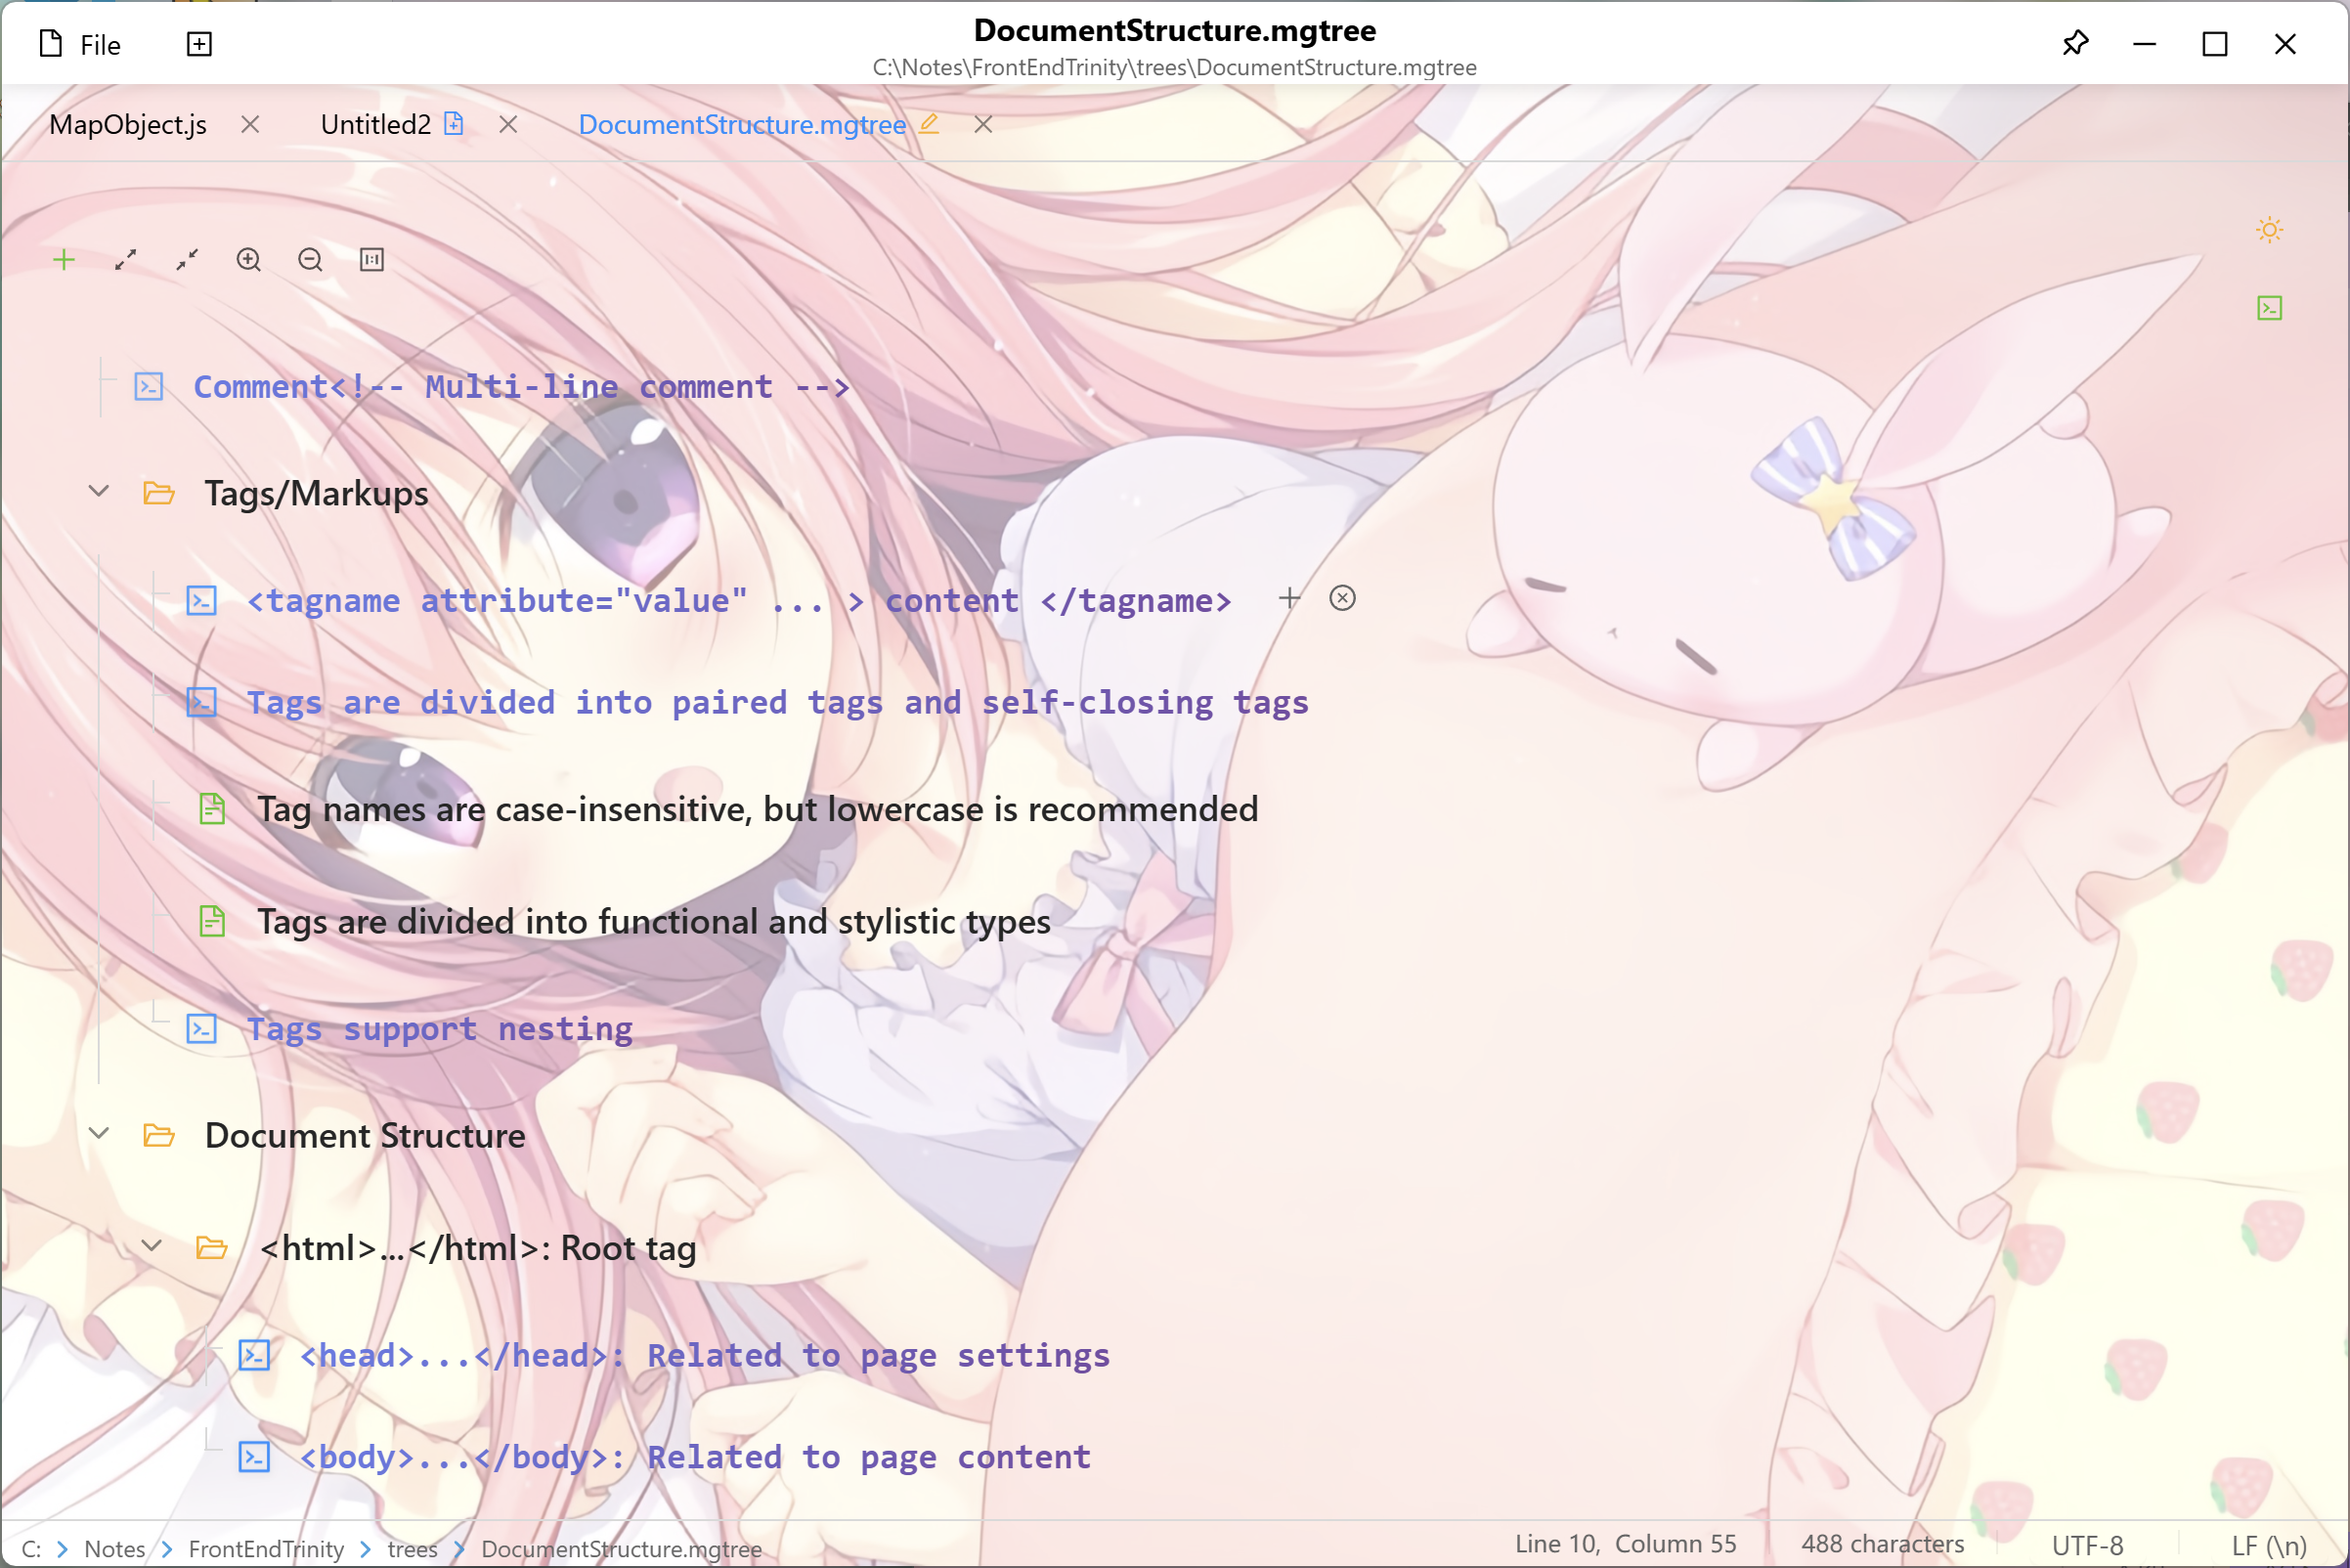 File
DocumentStructure.mgtree
C:\Notes\FrontEndTrinity\trees\DocumentStructure.mgtree
MapObject.js
Untitled2
DocumentStructure.mgtree
Comment<!-- Multi-line comment -->
Tags/Markups
<tagname attribute="value" ... > content </tagname>
Tags are divided into paired tags and self-closing tags
Tag names are case-insensitive, but lowercase is recommended
Tags are divided into functional and stylistic types
Tags support nesting
Document Structure
<html>...</html>: Root tag
<head>...</head>: Related to page settings
<body>...</body>: Related to page content
C: > Notes > FrontEndTrinity > trees > DocumentStructure.mgtree
Line 10, Column 55
488 characters
UTF-8
LF (\n)